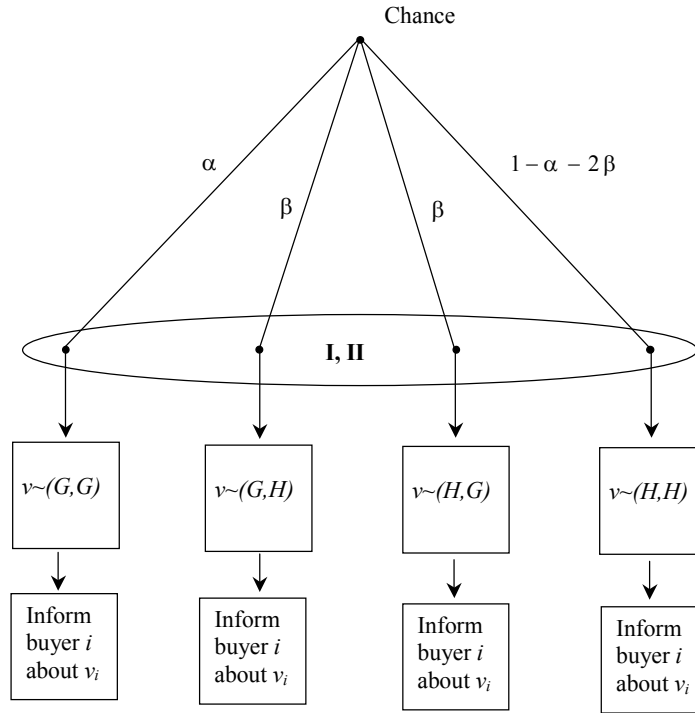 Chance
α
β
β
1 – α – 2 β
I, II
v~(G,G)
v~(G,H)
v~(H,G)
v~(H,H)
Inform
buyer i
about vi
Inform
buyer i
about vi
Inform
buyer i
about vi
Inform
buyer i
about vi